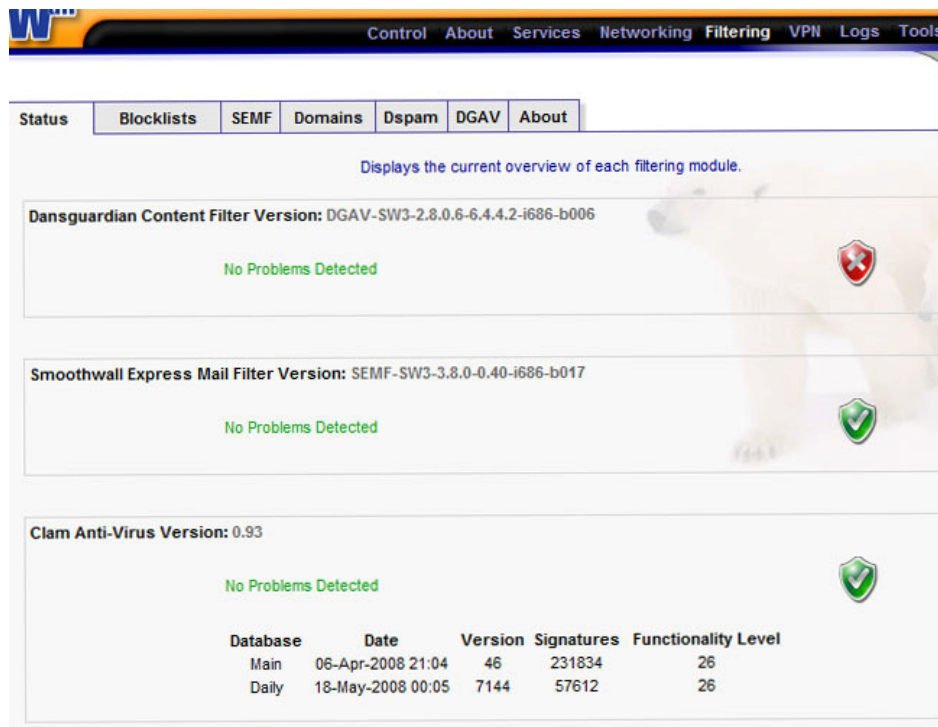 Control About Services Networking Filtering VPN Logs Tools
Status Blocklists SEMF Domains Dspam DGAV About
Displays the current overview of each filtering module.
Dansguardian Content Filter Version: DGAV-SW3-2.8.0.6-6.4.4.2-i686-b006
No Problems Detected
Smoothwall Express Mail Filter Version: SEMF-SW3-3.8.0-0.40-i686-b017
No Problems Detected
Clam Anti-Virus Version: 0.93
No Problems Detected
Database Date Version Signatures Functionality Level
Main 06-Apr-2008 21:04 46 231834 26
Daily 18-May-2008 00:05 7144 57612 26